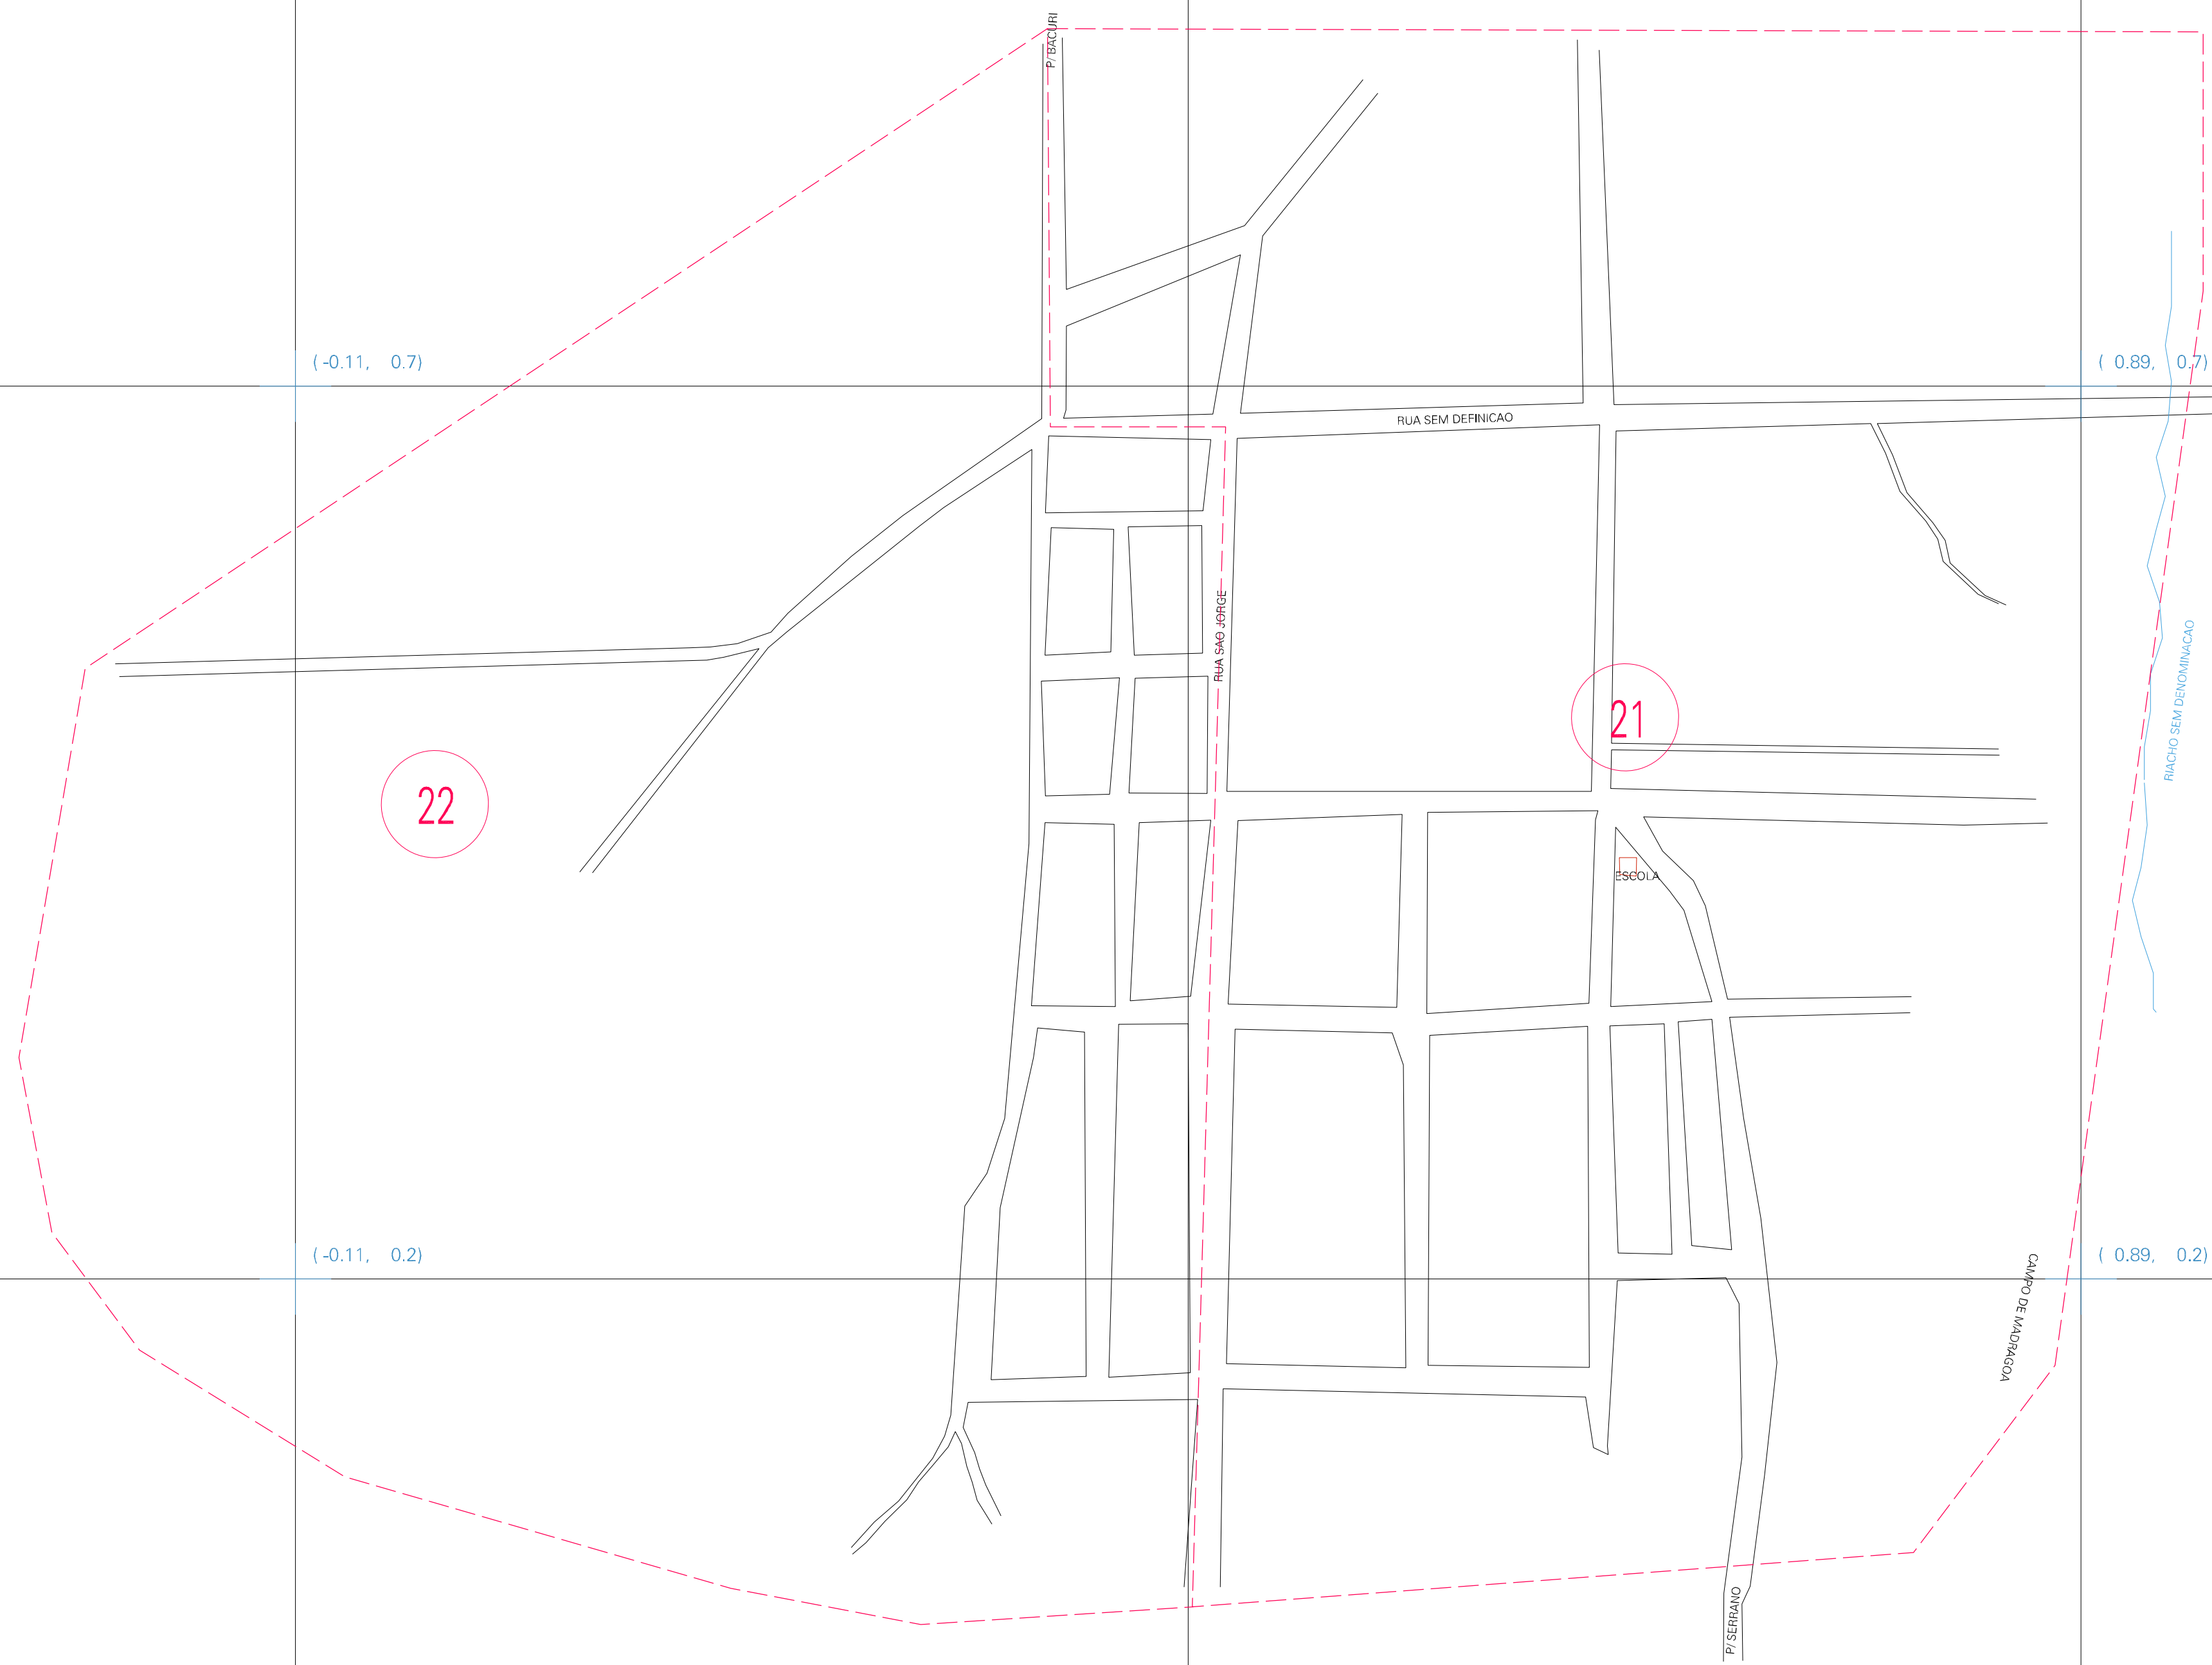 P/ BACURI
(-0.11, 0.7)
( 0.89, 0.7)
RUA SEM DEFINICAO
RUA SAO JORGE
RIACHO SEM DENOMINACAO
21
22
ESCOLA
(-0.11, 0.2)
( 0.89, 0.2)
CAMPO DE MADRAGOA
P/ SERRANO